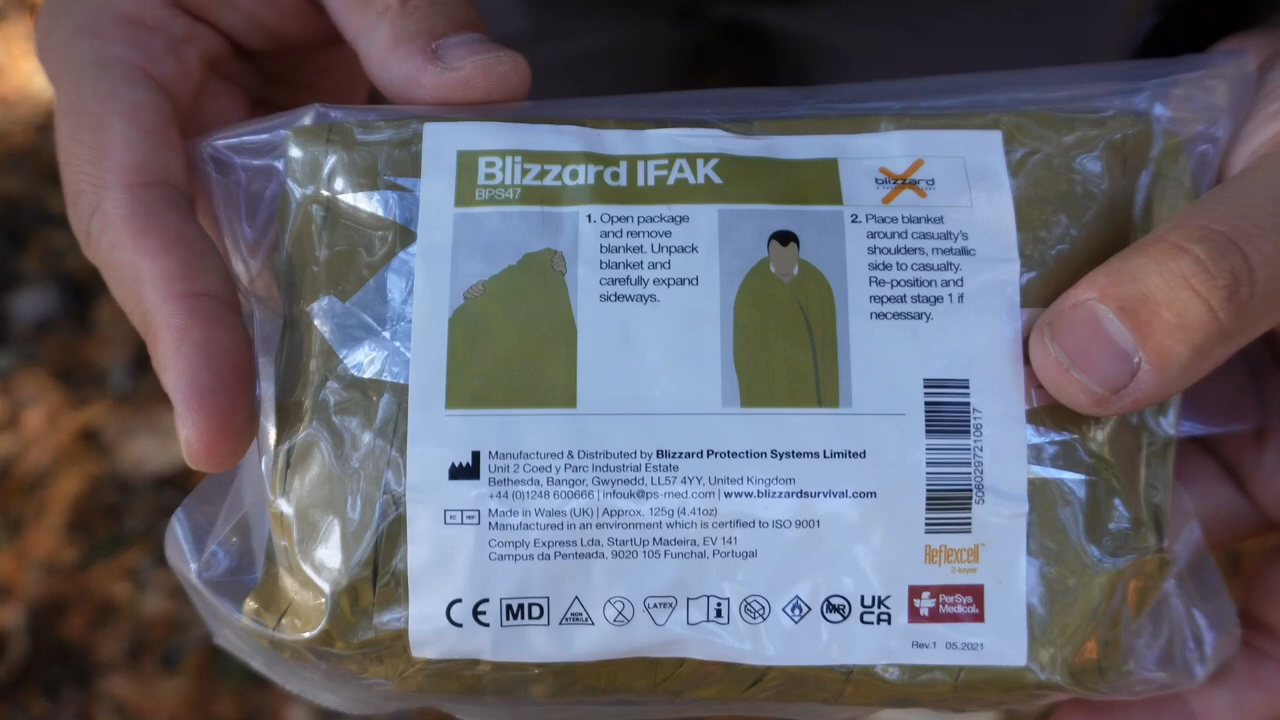 Blizzard IFAK
BPS47
blizzard
1. Open package
and remove
blanket. Unpack
blanket and
carefully expand
sideways.
2. Place blanket
around casualty's
shoulders, metallic
side to casualty.
Re-position and
repeat stage 1 if
necessary.
5060297210617
Manufactured & Distributed by Blizzard Protection Systems Limited
Unit 2 Coed y Parc Industrial Estate
Bethesda, Bangor, Gwynedd, LL57 4YY, United Kingdom
+44 (0)1248 600666 | infouk@ps-med.com | www.blizzardsurvival.com
EC REP
Made in Wales (UK) | Approx. 125g (4.41oz)
Manufactured in an environment which is certified to ISO 9001
Comply Express Lda, StartUp Madeira, EV 141
Campus da Penteada, 9020 105 Funchal, Portugal
Reflexcell™
2-layer
CE MD NON STERILE 2 LATEX i MR UK CA
PerSys
Medical
Rev.1 05.2021